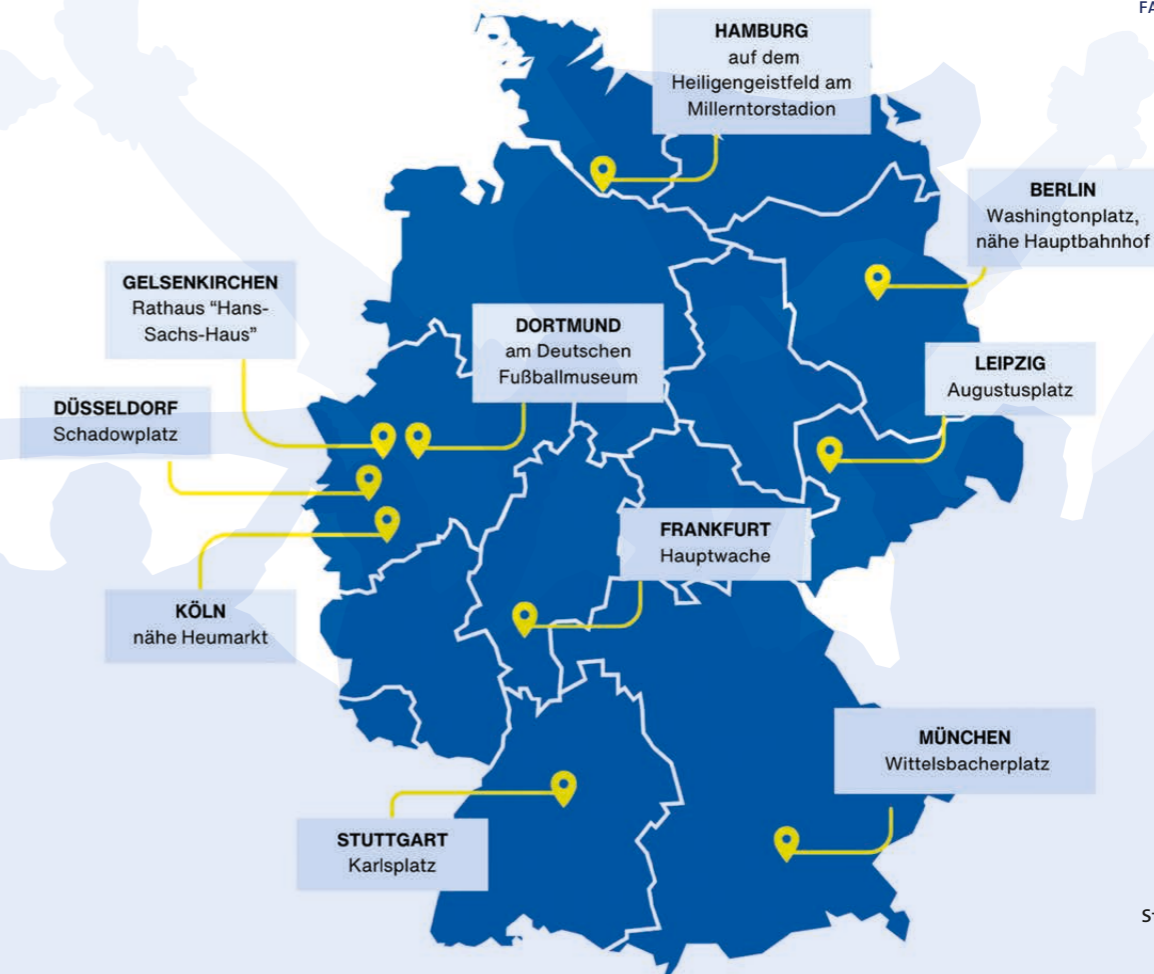 FA
HAMBURG
auf dem
Heiligengeistfeld am
Millerntorstadion
BERLIN
Washingtonplatz,
nähe Hauptbahnhof
GELSENKIRCHEN
Rathaus “Hans-
Sachs-Haus”
DORTMUND
am Deutschen
Fußballmuseum
LEIPZIG
Augustusplatz
DÜSSELDORF
Schadowplatz
FRANKFURT
Hauptwache
KÖLN
nähe Heumarkt
MÜNCHEN
Wittelsbacherplatz
STUTTGART
Karlsplatz